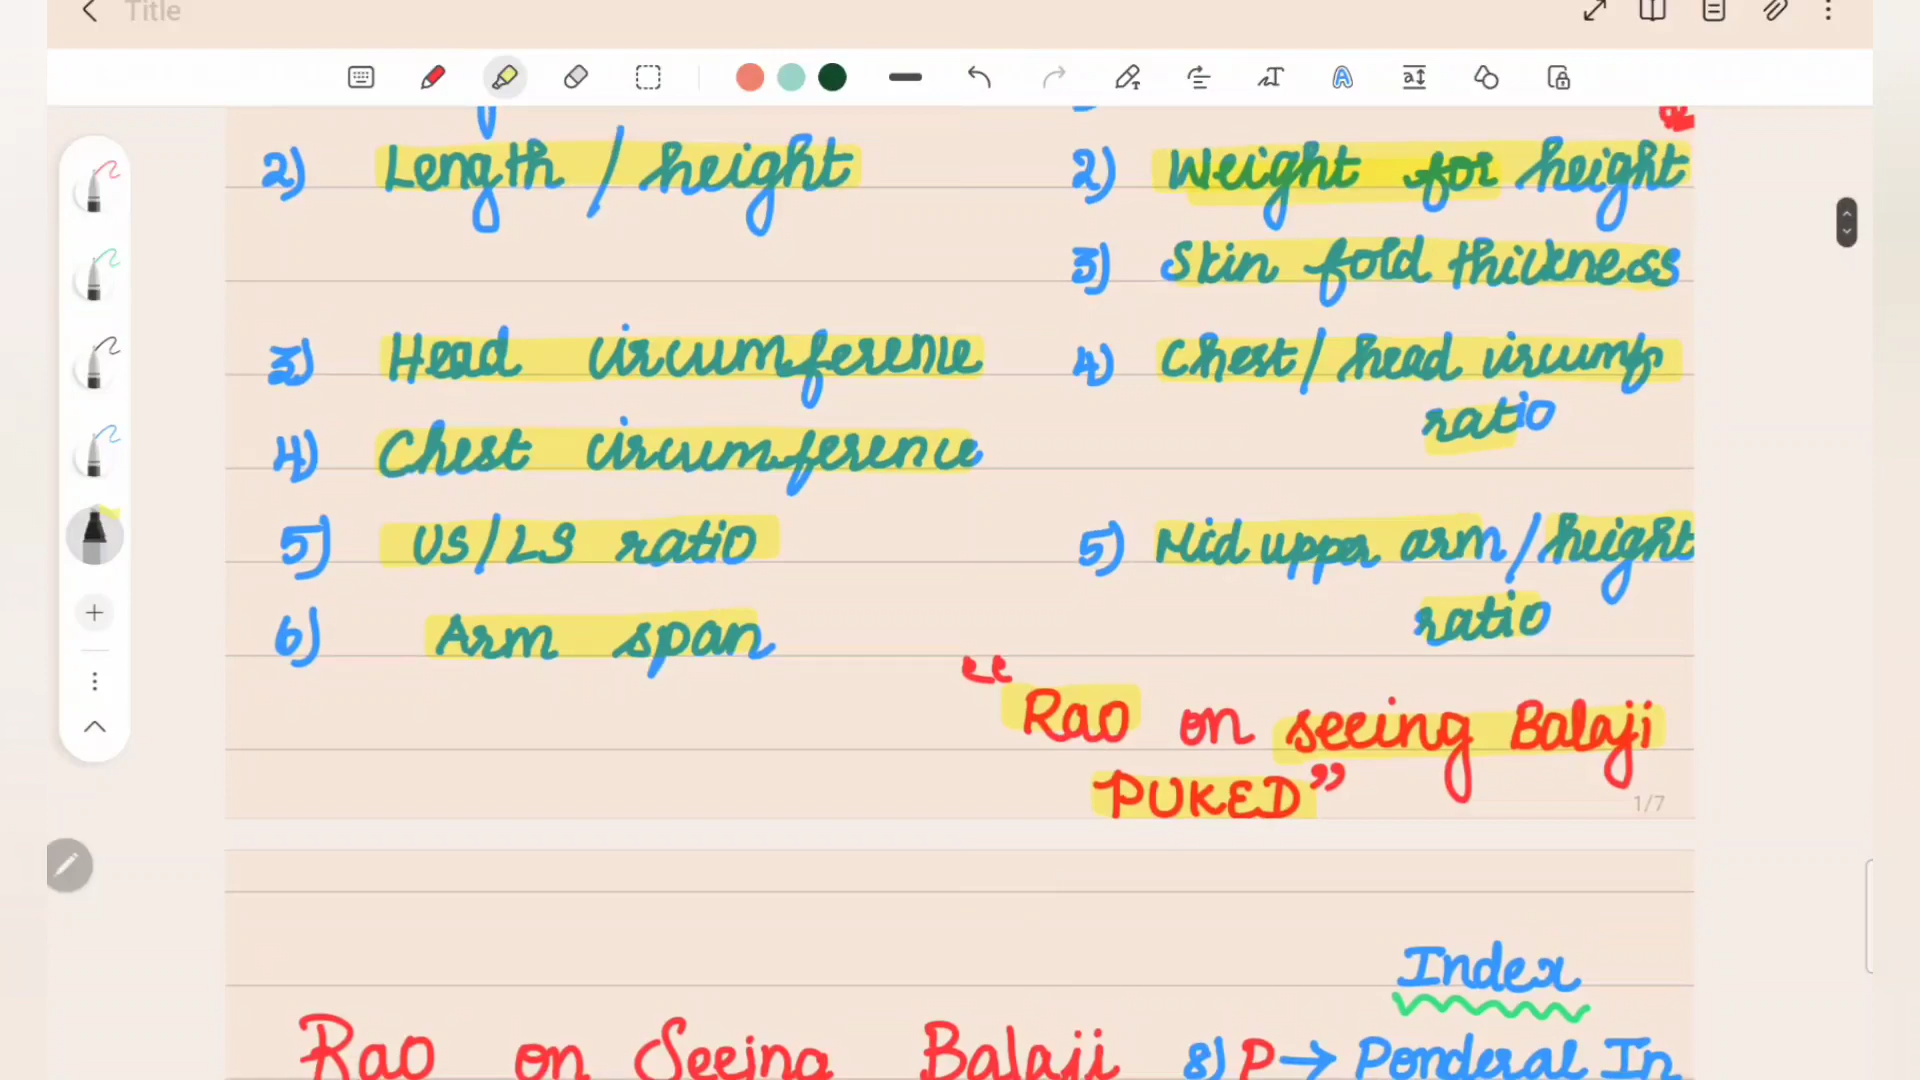 Title
2) Length / height
3) Head circumference
4) Chest circumference
5) US/LS ratio
6) Arm span
2) Weight for height
3) Skin fold thickness
4) Chest/head circumf
ratio
5) Mid upper arm/height
ratio
"Rao on seeing Balaji
PUKED"
1/7
Index
Rao on Seeing Balaji
8) P→ Ponderal In